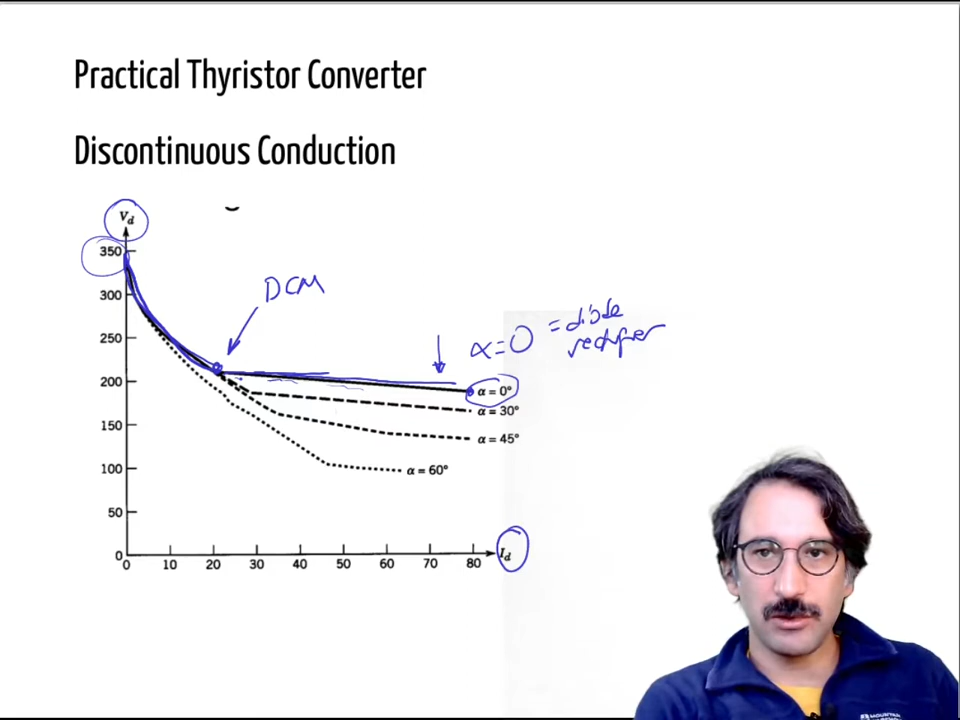 Practical Thyristor Converter
Discontinuous Conduction
Vd
350
300
250
200
150
100
50
0
DCM
α=0 = diode
rectifier
α = 0°
α = 30°
α = 45°
α = 60°
Id
0 10 20 30 40 50 60 70 80